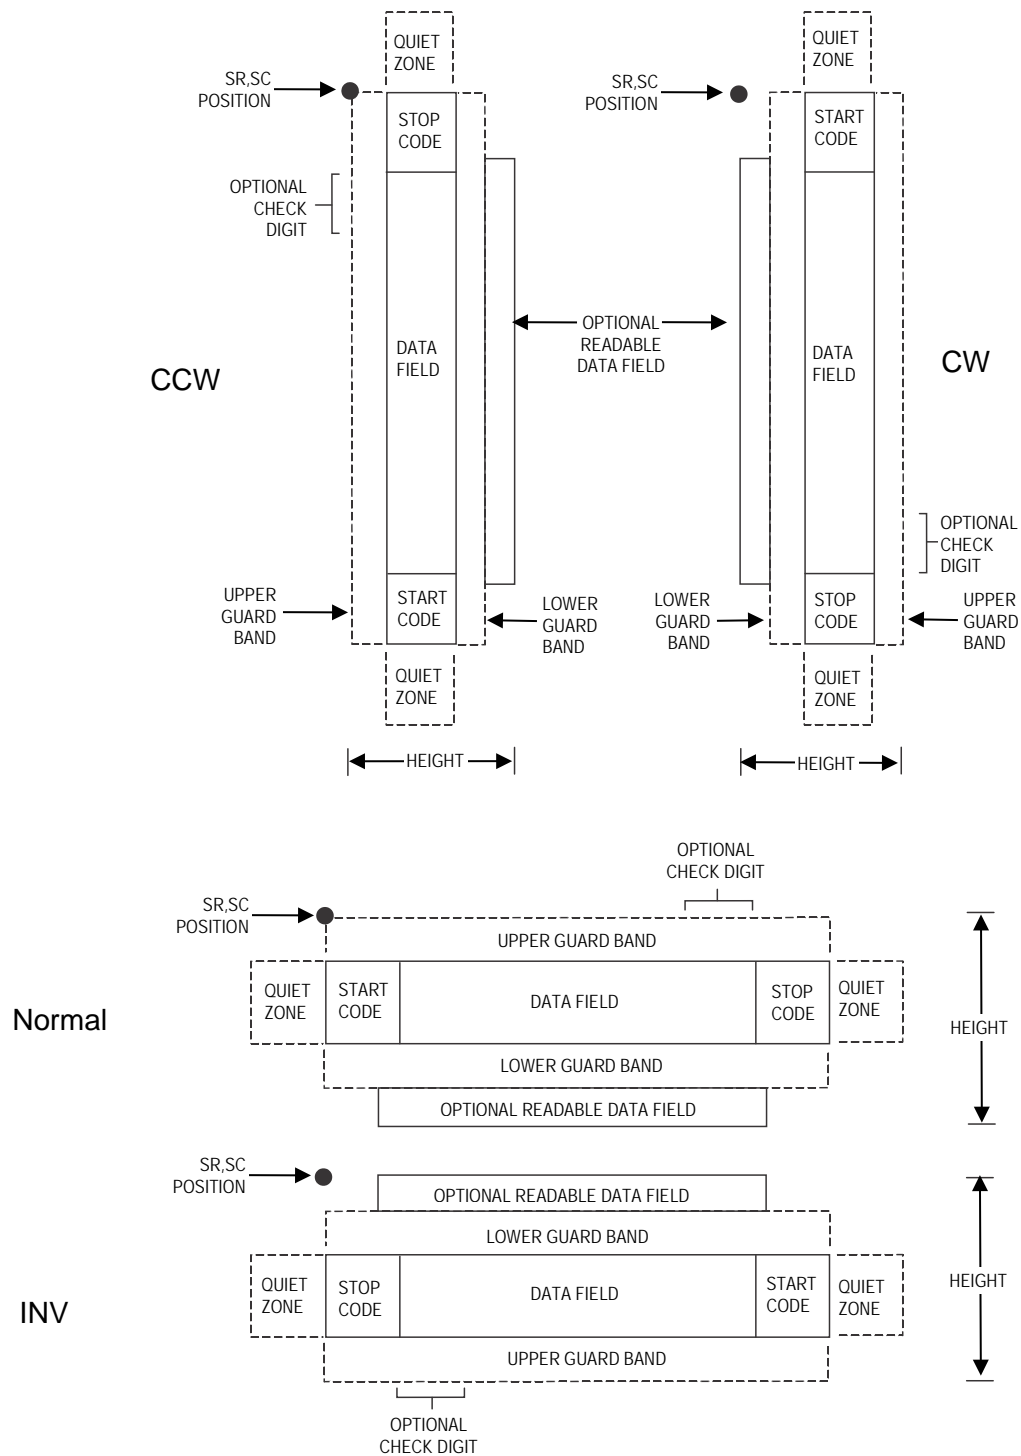 QUIET
ZONE
SR,SC
POSITION
STOP
CODE
OPTIONAL
CHECK
DIGIT
DATA
FIELD
CCW
UPPER
GUARD
BAND
START
CODE
LOWER
GUARD
BAND
QUIET
ZONE
HEIGHT
OPTIONAL
READABLE
DATA FIELD
QUIET
ZONE
SR,SC
POSITION
START
CODE
DATA
FIELD
CW
OPTIONAL
CHECK
DIGIT
LOWER
GUARD
BAND
STOP
CODE
UPPER
GUARD
BAND
QUIET
ZONE
HEIGHT
OPTIONAL
CHECK DIGIT
SR,SC
POSITION
UPPER GUARD BAND
Normal
QUIET
ZONE
START
CODE
DATA FIELD
STOP
CODE
QUIET
ZONE
HEIGHT
LOWER GUARD BAND
OPTIONAL READABLE DATA FIELD
SR,SC
POSITION
OPTIONAL READABLE DATA FIELD
LOWER GUARD BAND
INV
QUIET
ZONE
STOP
CODE
DATA FIELD
START
CODE
QUIET
ZONE
HEIGHT
UPPER GUARD BAND
OPTIONAL
CHECK DIGIT